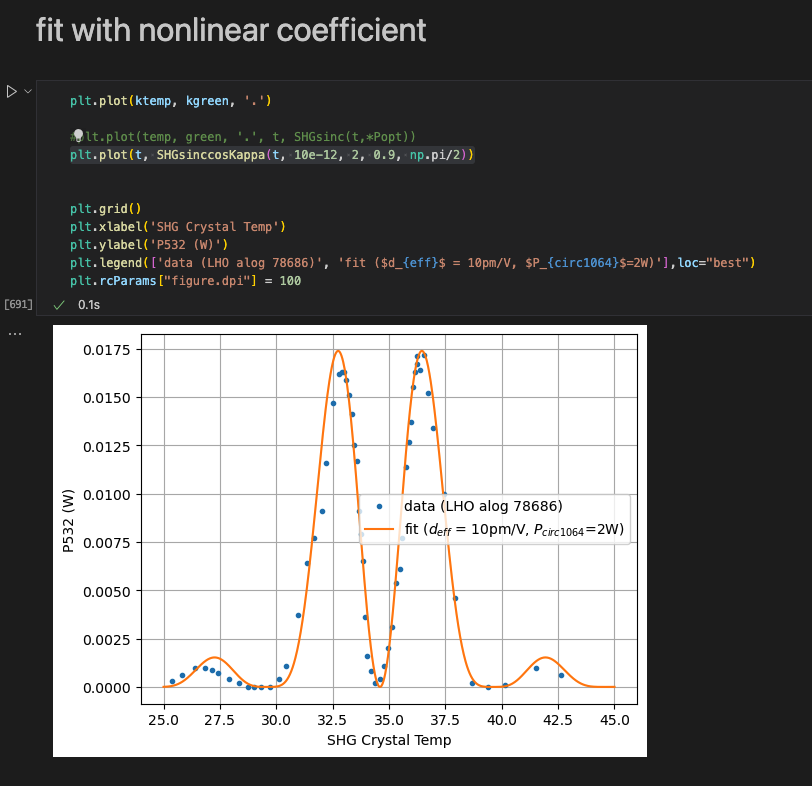 fit with nonlinear coefficient
plt.plot(ktemp, kgreen, '.')
lt.plot(temp, green, '.', t, SHGsinc(t,*Popt))
plt.plot(t, SHGsinccosKappa(t, 10e-12, 2, 0.9, np.pi/2))
plt.grid()
plt.xlabel('SHG Crystal Temp')
plt.ylabel('P532 (W)')
plt.legend(['data (LHO alog 78686)', 'fit ($d_{eff}$ = 10pm/V, $P_{circ1064}$=2W)'],loc="best")
plt.rcParams["figure.dpi"] = 100
[691]
0.1s
...
0.0175
0.0150
0.0125
0.0100
0.0075
0.0050
0.0025
0.0000
P532 (W)
data (LHO alog 78686)
fit (d_eff = 10pm/V, P_circ1064=2W)
25.0 27.5 30.0 32.5 35.0 37.5 40.0 42.5 45.0
SHG Crystal Temp